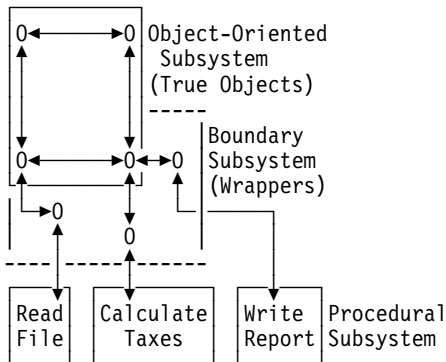 O O Object-Oriented
Subsystem
(True Objects)
Boundary
O O O Subsystem
(Wrappers)
O
O
Read Calculate Write Procedural
File Taxes Report Subsystem